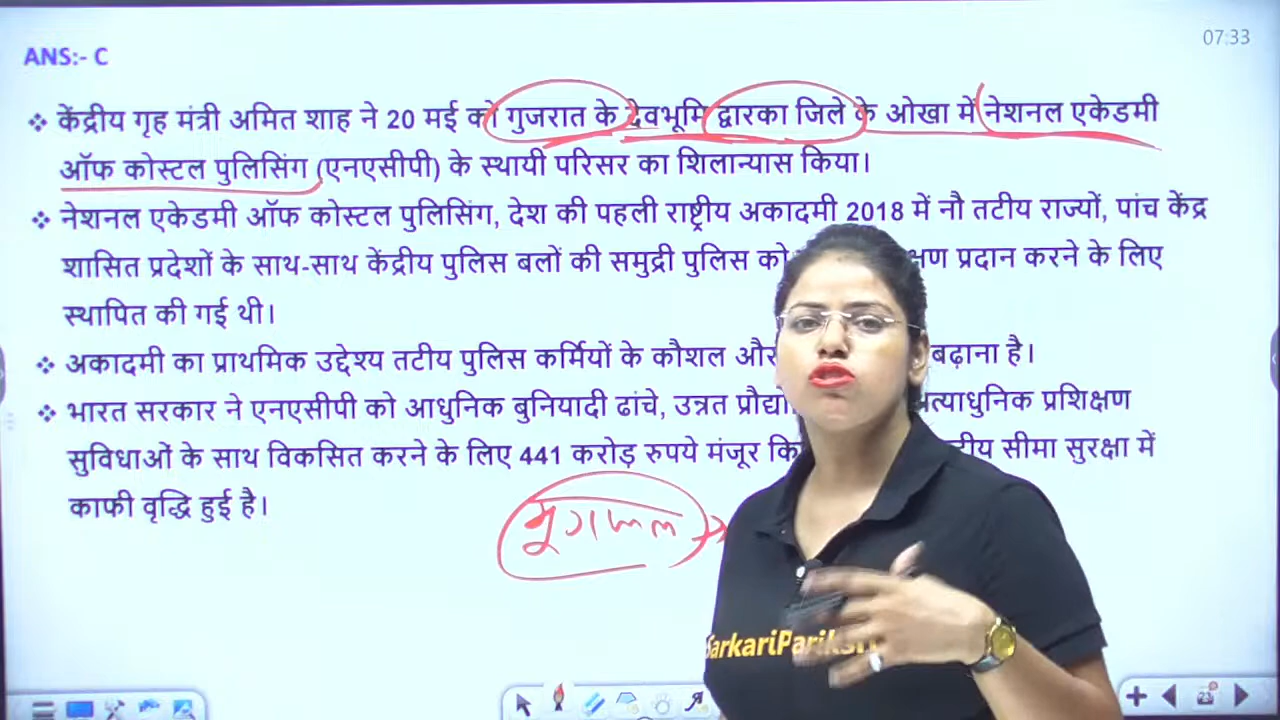 07:33
ANS:- C
❖ केंद्रीय गृह मंत्री अमित शाह ने 20 मई को गुजरात के देवभूमि द्वारका जिले के ओखा में नेशनल एकेडमी
ऑफ कोस्टल पुलिसिंग (एनएसीपी) के स्थायी परिसर का शिलान्यास किया।
❖ नेशनल एकेडमी ऑफ कोस्टल पुलिसिंग, देश की पहली राष्ट्रीय अकादमी 2018 में नौ तटीय राज्यों, पांच केंद्र
शासित प्रदेशों के साथ-साथ केंद्रीय पुलिस बलों की समुद्री पुलिस को प्रदान करने के लिए
स्थापित की गई थी।
❖ अकादमी का प्राथमिक उद्देश्य तटीय पुलिस कर्मियों के कौशल और बढ़ाना है।
❖ भारत सरकार ने एनएसीपी को आधुनिक बुनियादी ढांचे, उन्नत प्रशिक्षण
सुविधाओं के साथ विकसित करने के लिए 441 करोड़ रुपये मंजूर सीमा सुरक्षा में
काफी वृद्धि हुई है।
SarkariPariksh